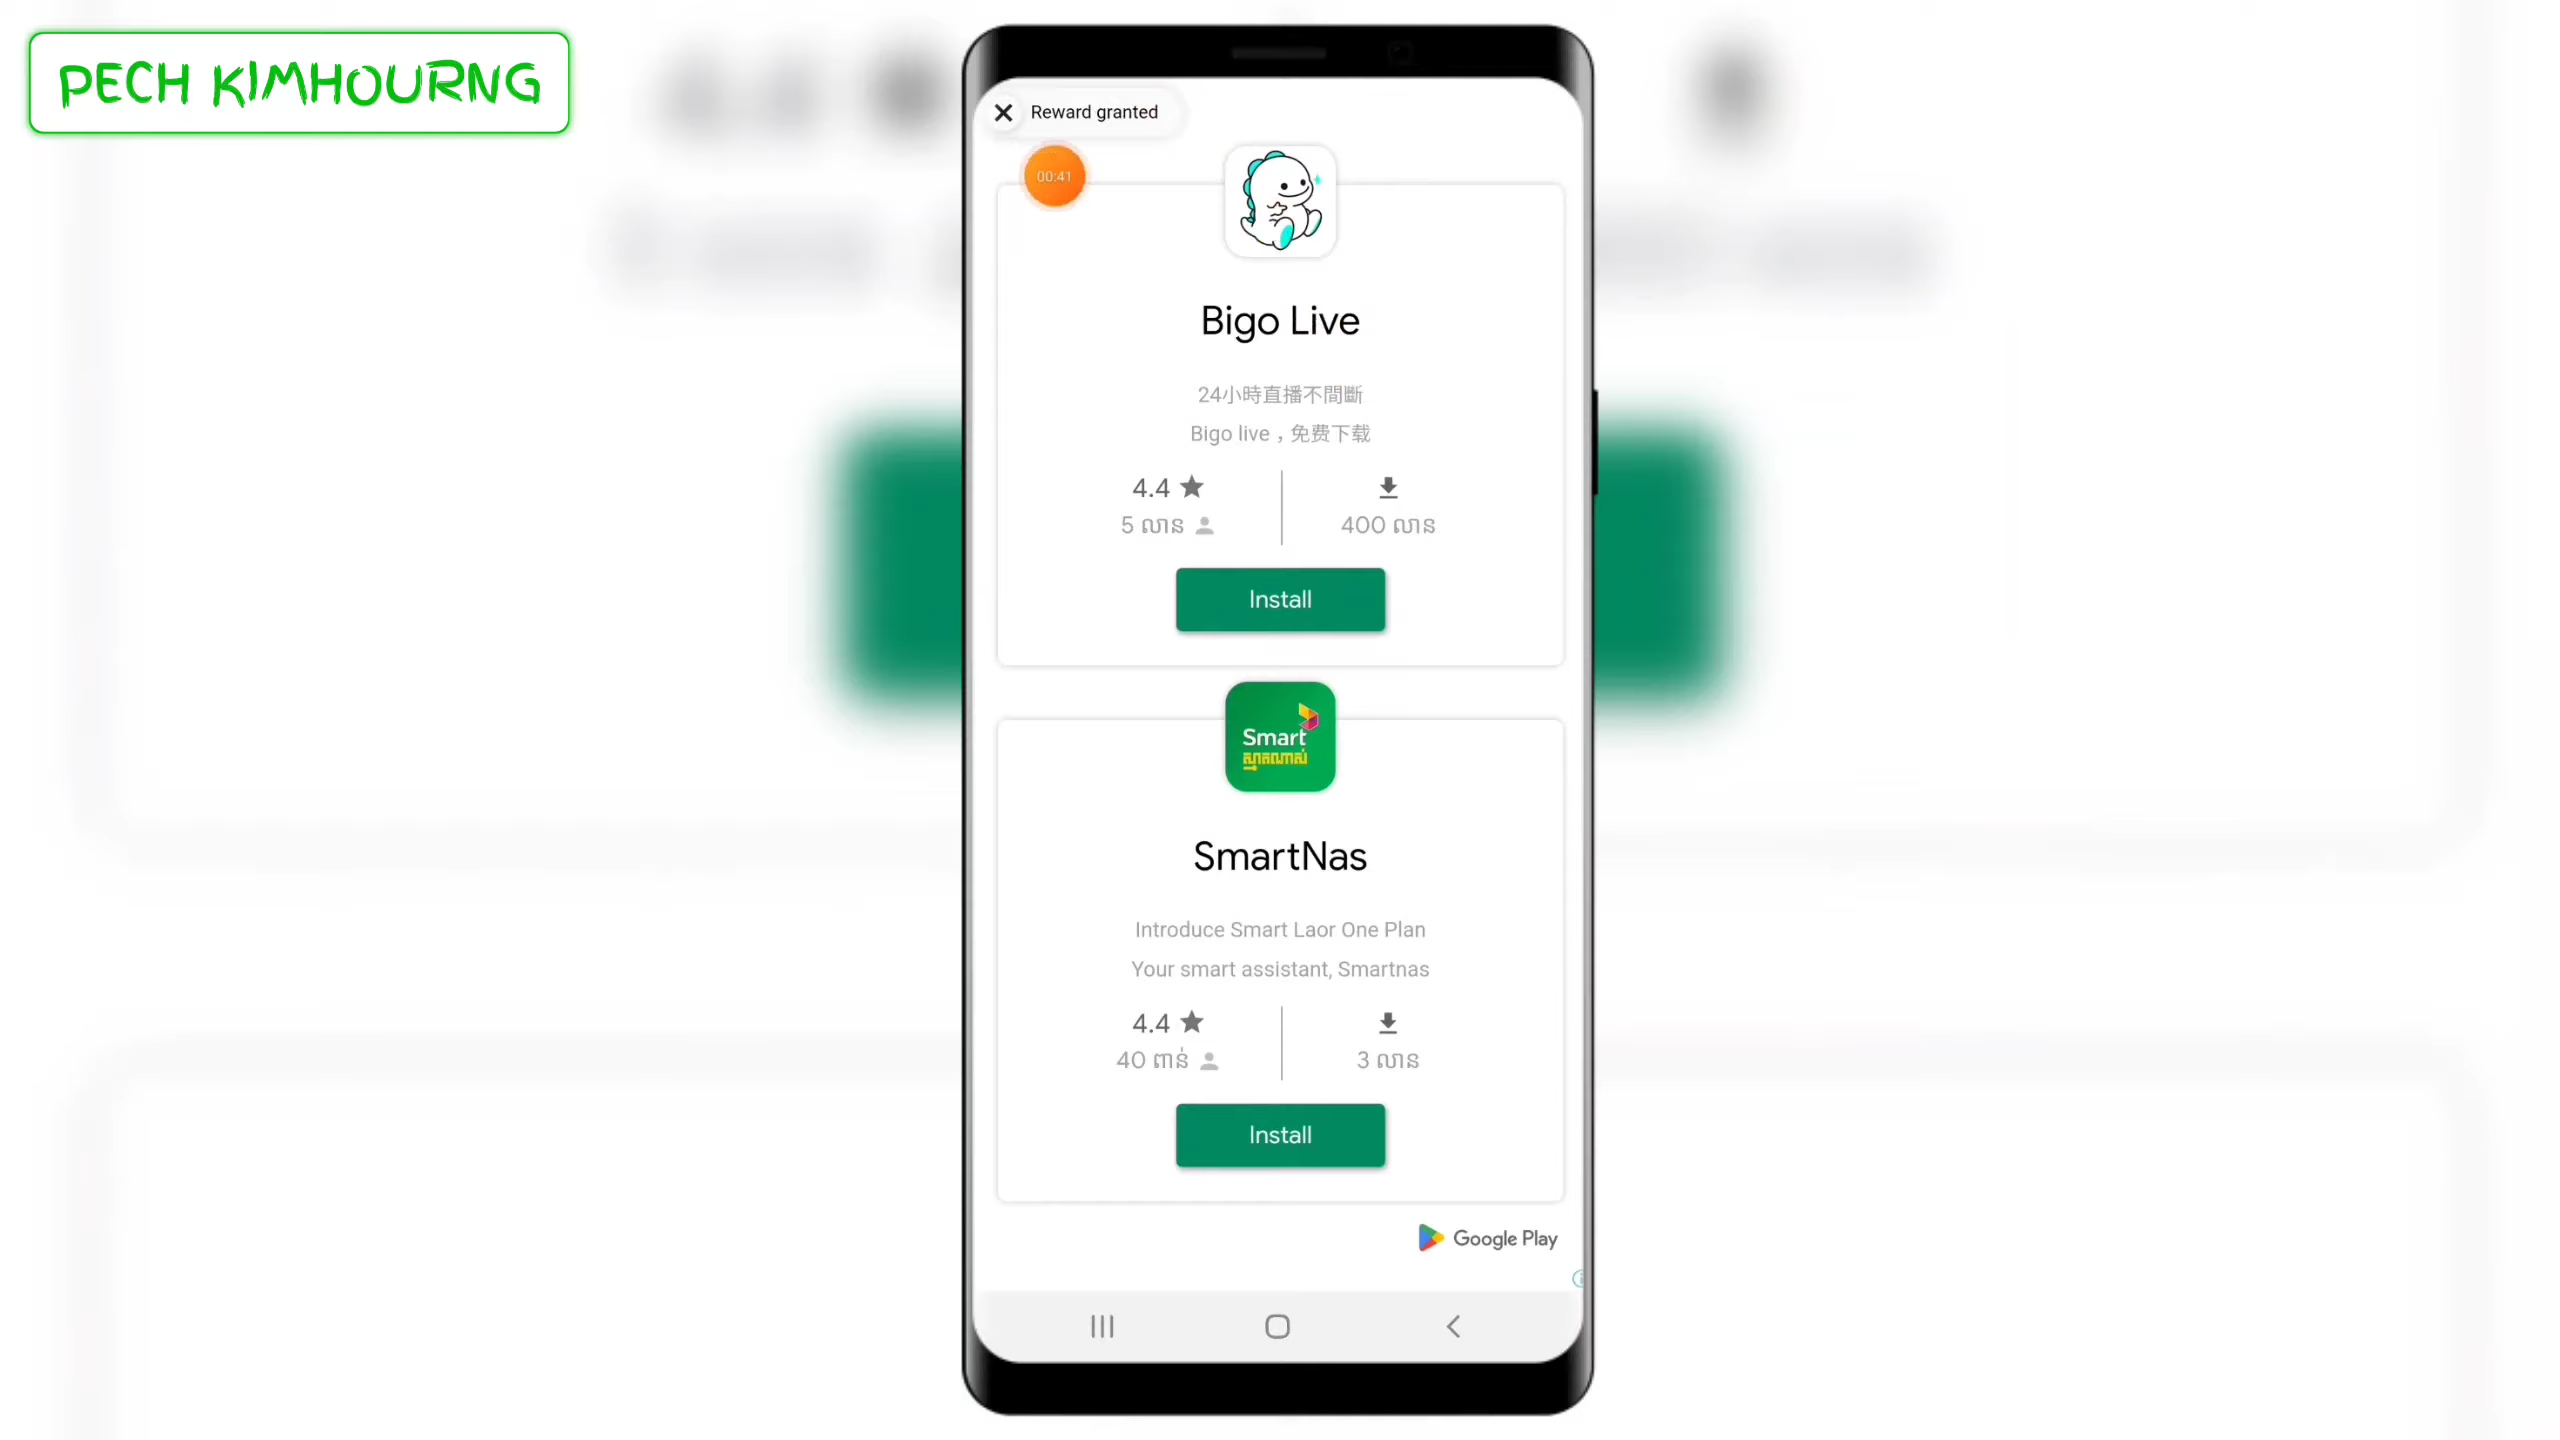 PECH KIMHOURNG
Reward granted
00:41
Bigo Live
24小時直播不間斷
Bigo live，免费下载
4.4
5 លាន
400 លាន
Install
Smart
ស្មាតណាស់
SmartNas
Introduce Smart Laor One Plan
Your smart assistant, Smartnas
4.4
40 ពាន់
3 លាន
Install
Google Play